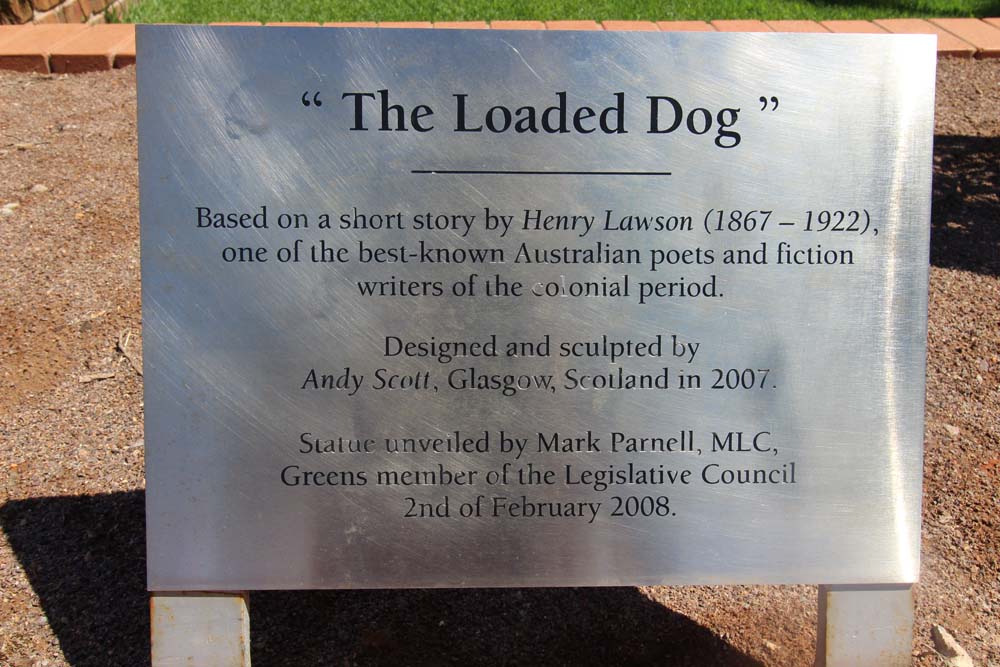 “ The Loaded Dog ”
Based on a short story by Henry Lawson (1867 – 1922),
one of the best-known Australian poets and fiction
writers of the colonial period.
Designed and sculpted by
Andy Scott, Glasgow, Scotland in 2007.
Statue unveiled by Mark Parnell, MLC,
Greens member of the Legislative Council
2nd of February 2008.